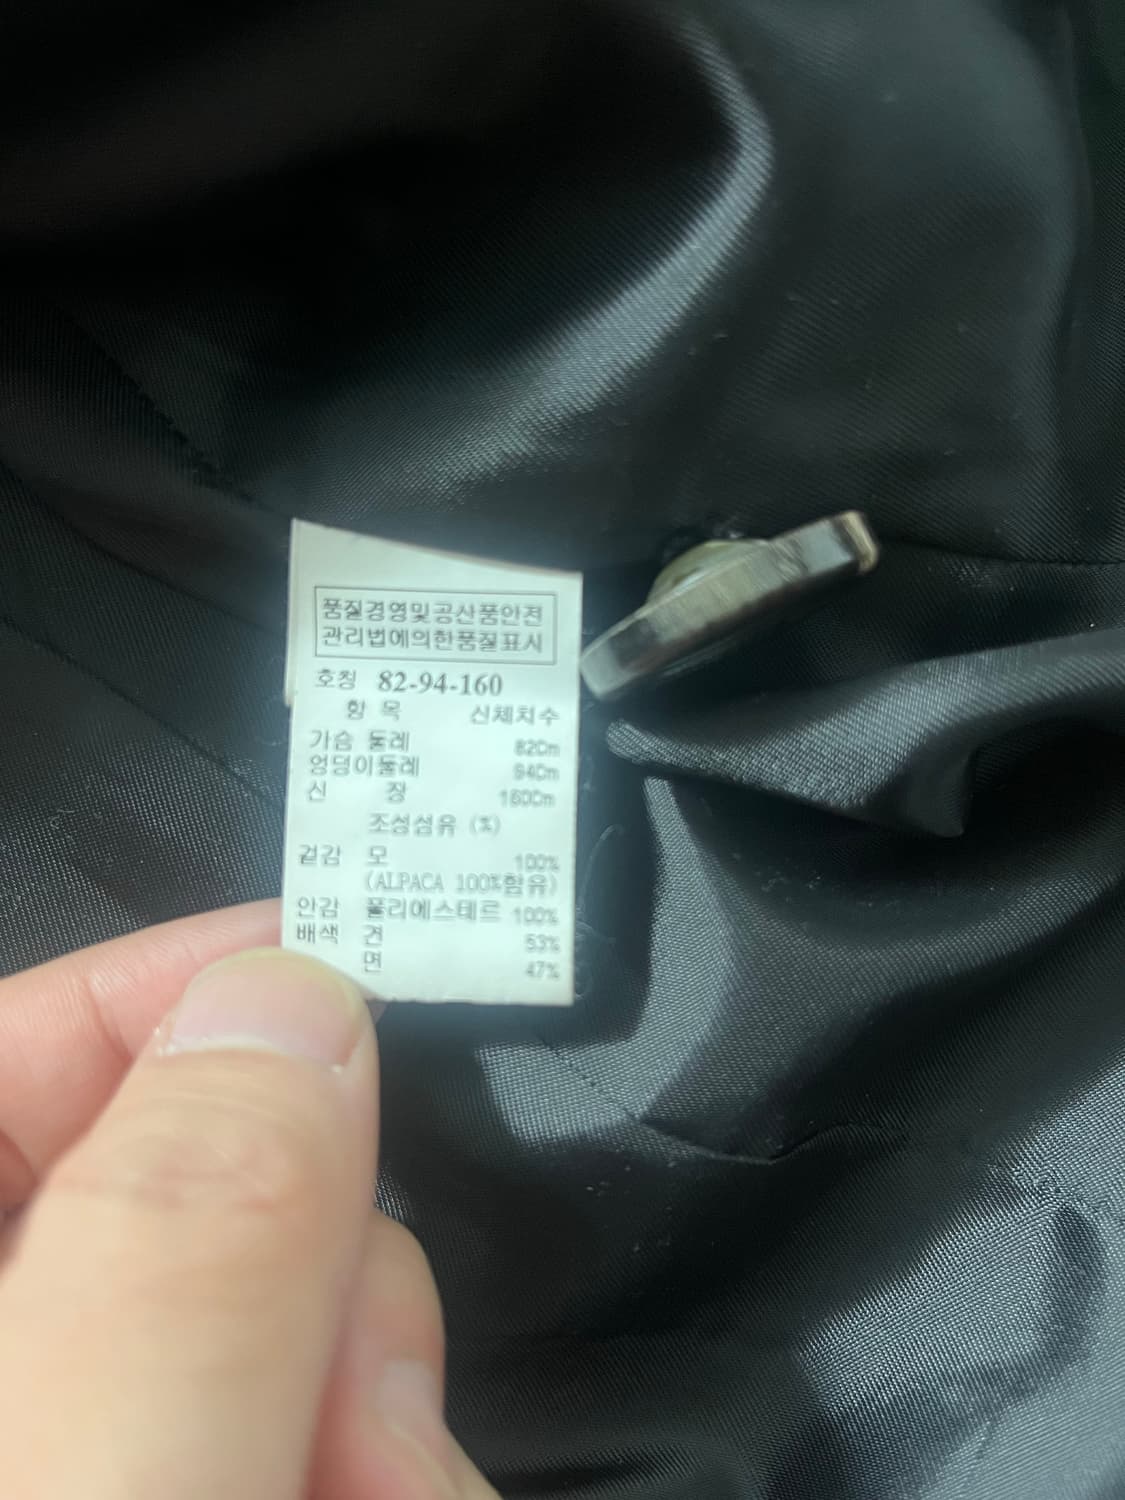 품질경영및공산품안전
관리법에의한품질표시
호칭 82-94-160
항 목 신체치수
가슴 둘레 82Cm
엉덩이둘레 94Cm
신 장 160Cm
조성섬유 (%)
겉감 모 100%
(ALPACA 100%함유)
안감 폴리에스테르 100%
배색 견 53%
면 47%